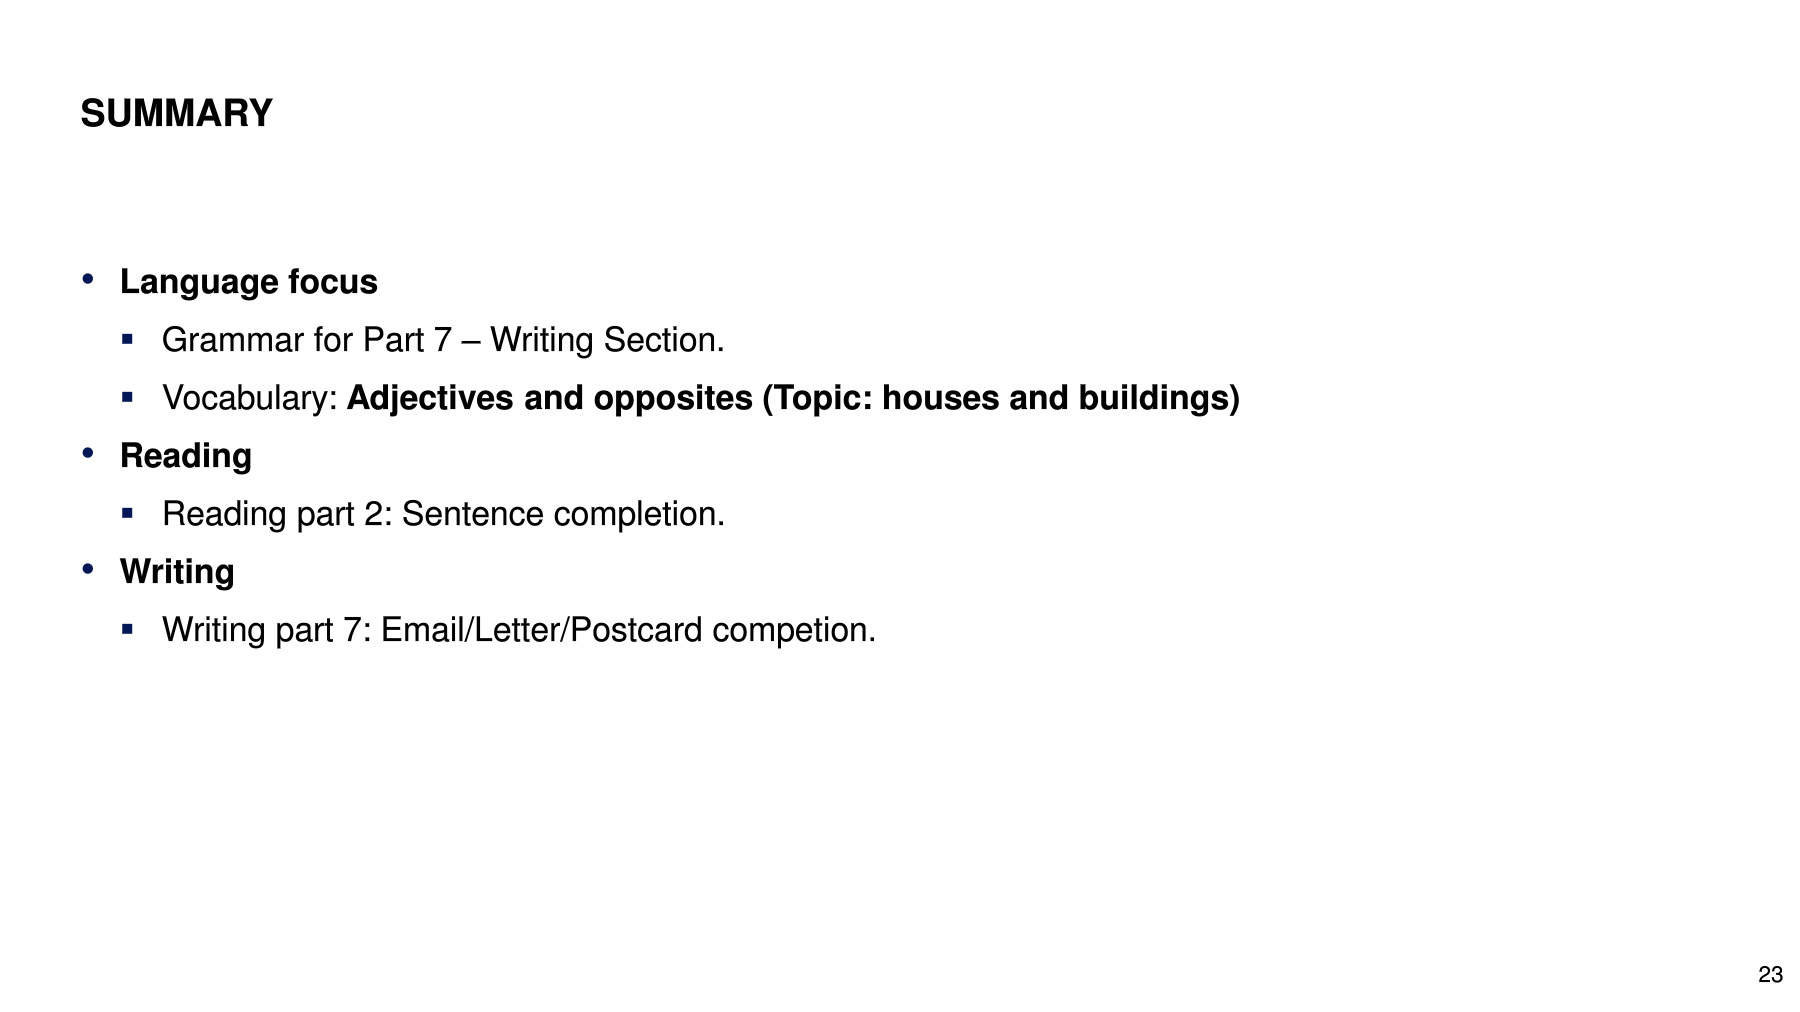 SUMMARY
• Language focus
▪ Grammar for Part 7 – Writing Section.
▪ Vocabulary: Adjectives and opposites (Topic: houses and buildings)
• Reading
▪ Reading part 2: Sentence completion.
• Writing
▪ Writing part 7: Email/Letter/Postcard competion.
23